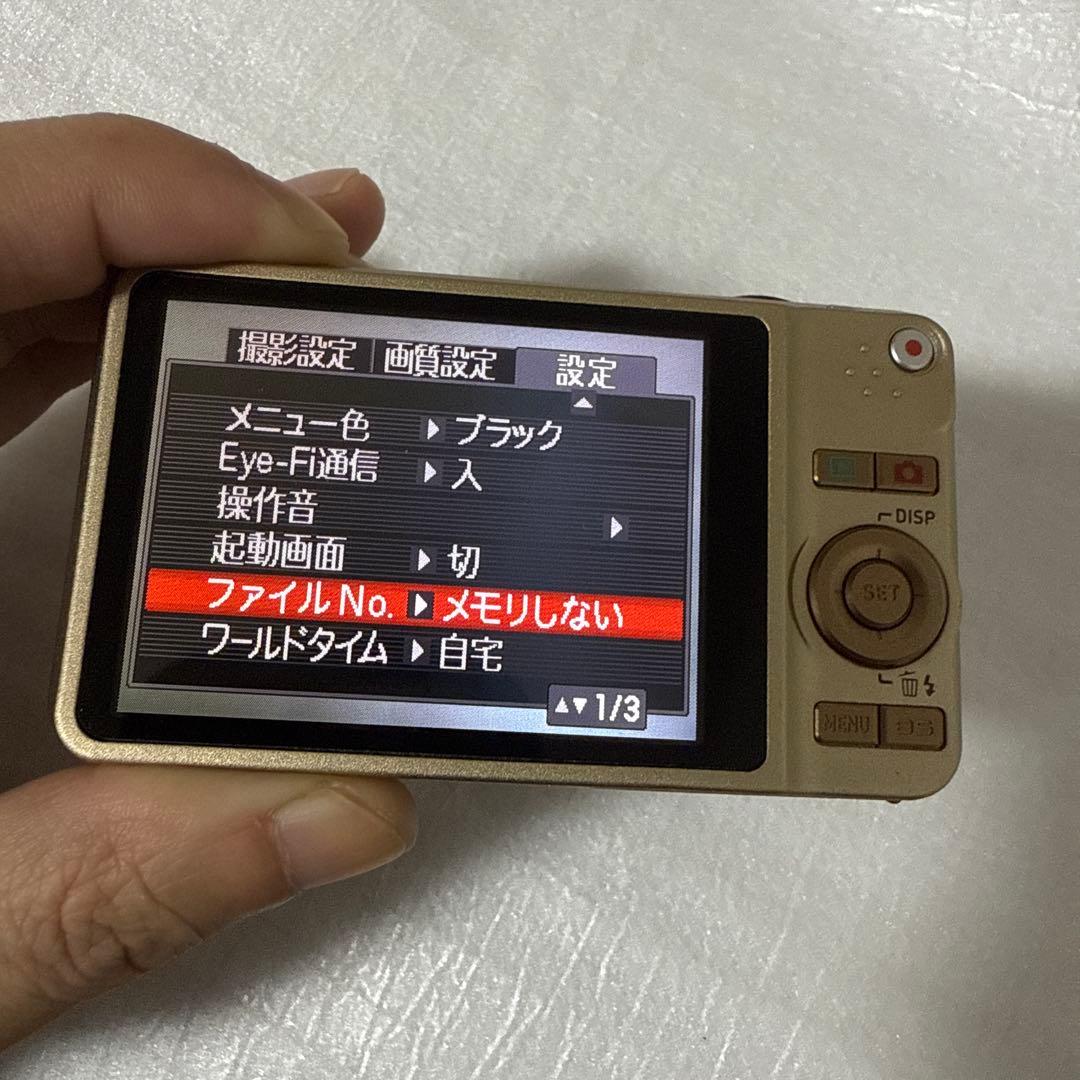 撮影設定 画質設定 設定
メニュー色 ブラック
Eye-Fi通信 入
操作音
起動画面 切
ファイルNo. メモリしない
ワールドタイム 自宅
▲▼ 1/3
DISP
SET
MENU BS